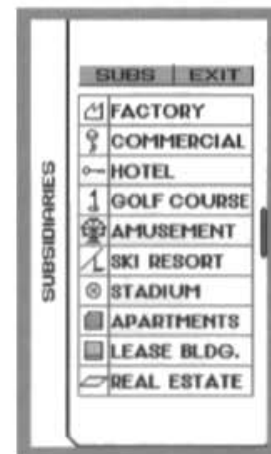 SUBSIDIARIES
SUBS EXIT
FACTORY
COMMERCIAL
HOTEL
GOLF COURSE
AMUSEMENT
SKI RESORT
STADIUM
APARTMENTS
LEASE BLDG.
REAL ESTATE